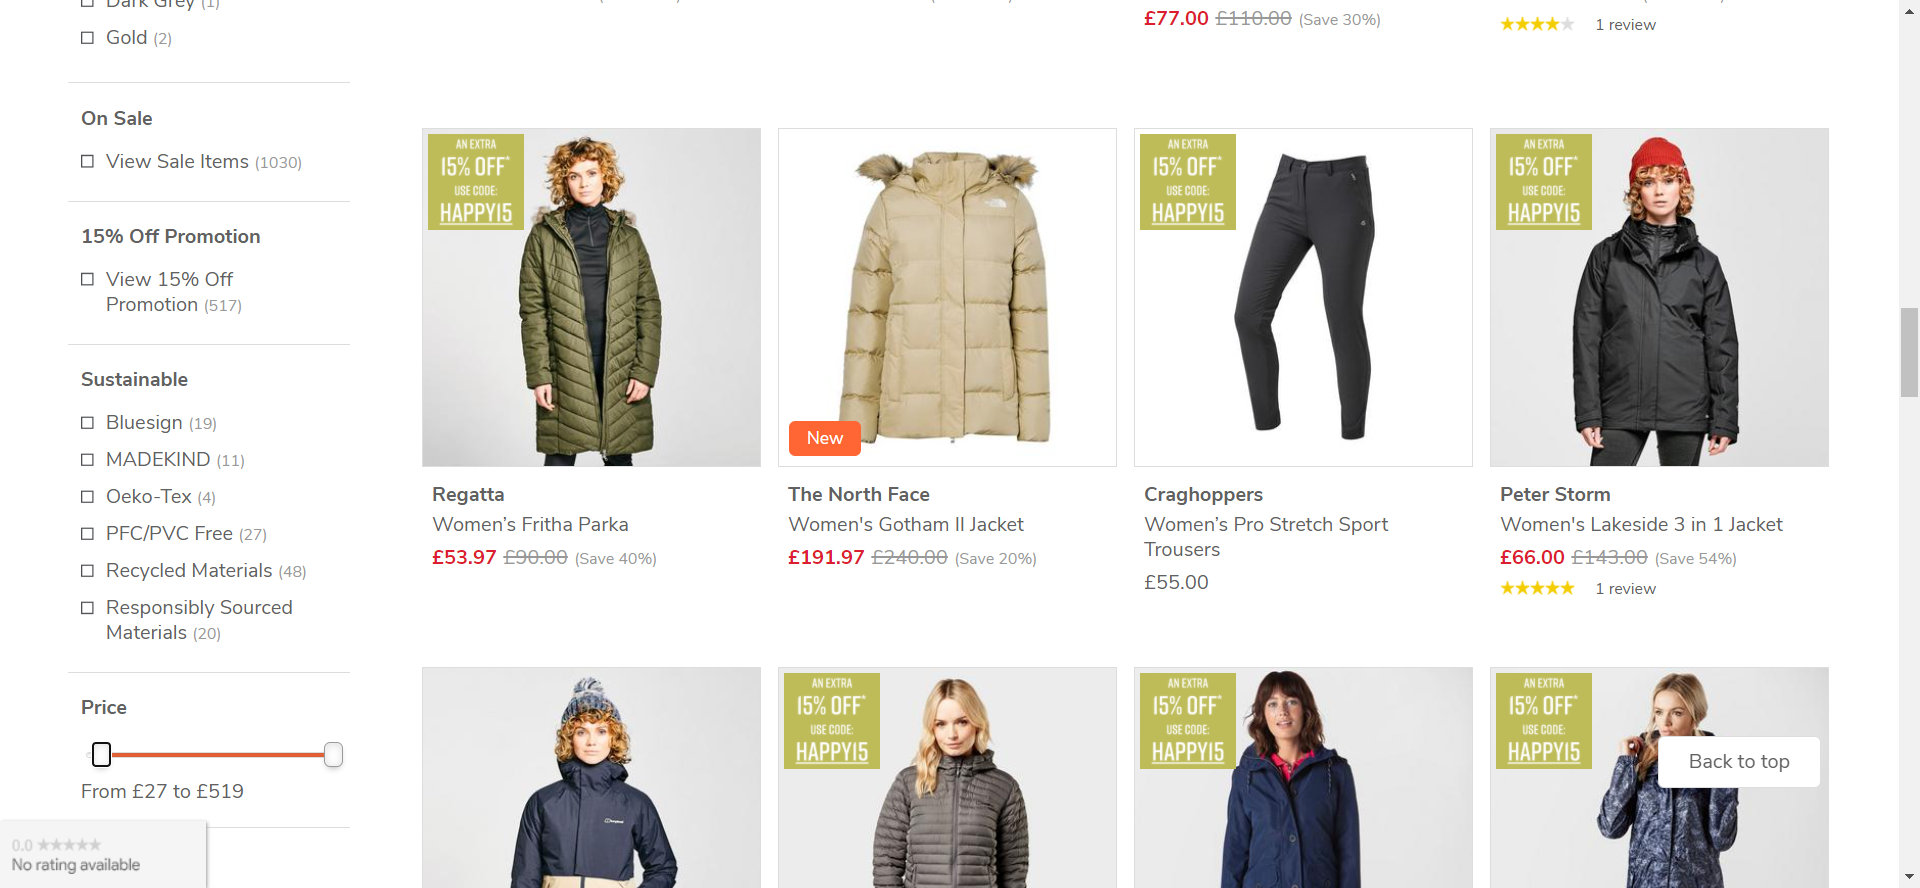 Dark Grey (1)
Gold (2)
On Sale
View Sale Items (1030)
15% Off Promotion
View 15% Off
Promotion (517)
Sustainable
Bluesign (19)
MADEKIND (11)
Oeko-Tex (4)
PFC/PVC Free (27)
Recycled Materials (48)
Responsibly Sourced
Materials (20)
Price
From £27 to £519
0.0
No rating available
£77.00 £110.00 (Save 30%)
1 review
AN EXTRA
15% OFF*
USE CODE:
HAPPY15
Regatta
Women’s Fritha Parka
£53.97 £90.00 (Save 40%)
New
The North Face
Women's Gotham II Jacket
£191.97 £240.00 (Save 20%)
AN EXTRA
15% OFF*
USE CODE:
HAPPY15
Craghoppers
Women’s Pro Stretch Sport
Trousers
£55.00
AN EXTRA
15% OFF*
USE CODE:
HAPPY15
Peter Storm
Women's Lakeside 3 in 1 Jacket
£66.00 £143.00 (Save 54%)
1 review
AN EXTRA
15% OFF*
USE CODE:
HAPPY15
AN EXTRA
15% OFF*
USE CODE:
HAPPY15
AN EXTRA
15% OFF*
USE CODE:
HAPPY15
Back to top